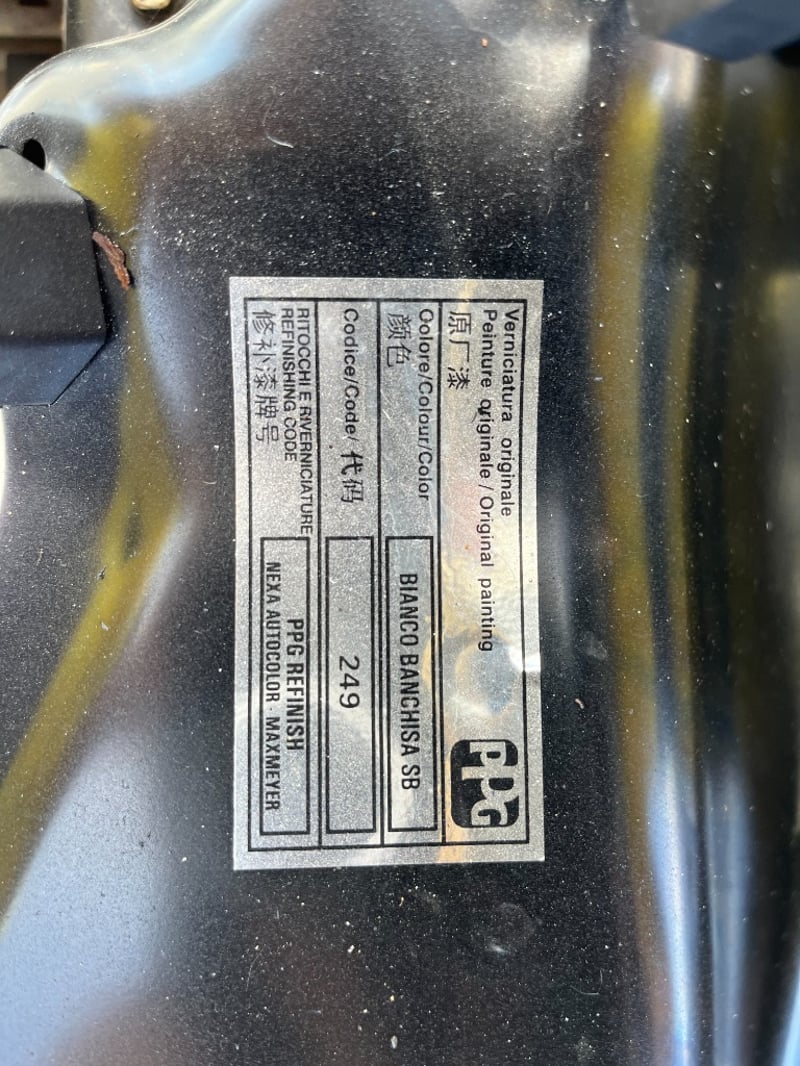 Verniciatura originale
Peinture originale / Original painting
原厂漆
PPG
Oolore/Colour/Color
颜色
BIANCO BANCHISA SB
Codice/Code/ 代码
249
RITOCCHI E RIVERNICIATURE
REFINISHING CODE
修补漆牌号
PPG REFINISH
NEXA AUTOCOLOR · MAXMEYER